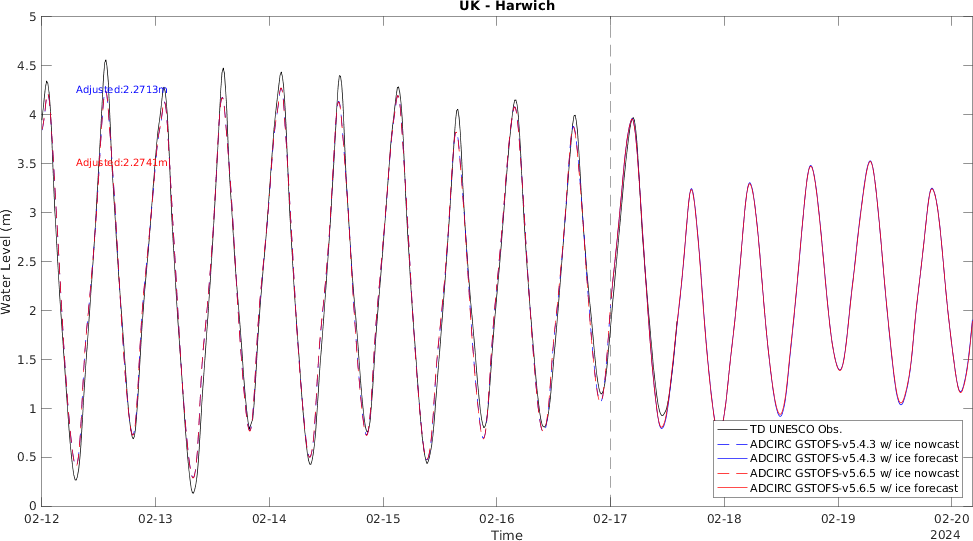 UK - Harwich
5
4.5
4
3.5
3
2.5
2
1.5
1
0.5
0
Water Level (m)
Adjusted:2.2713m
Adjusted:2.2741m
TD UNESCO Obs.
ADCIRC GSTOFS-v5.4.3 w/ ice nowcast
ADCIRC GSTOFS-v5.4.3 w/ ice forecast
ADCIRC GSTOFS-v5.6.5 w/ ice nowcast
ADCIRC GSTOFS-v5.6.5 w/ ice forecast
02-12 02-13 02-14 02-15 02-16 02-17 02-18 02-19 02-20
Time
2024